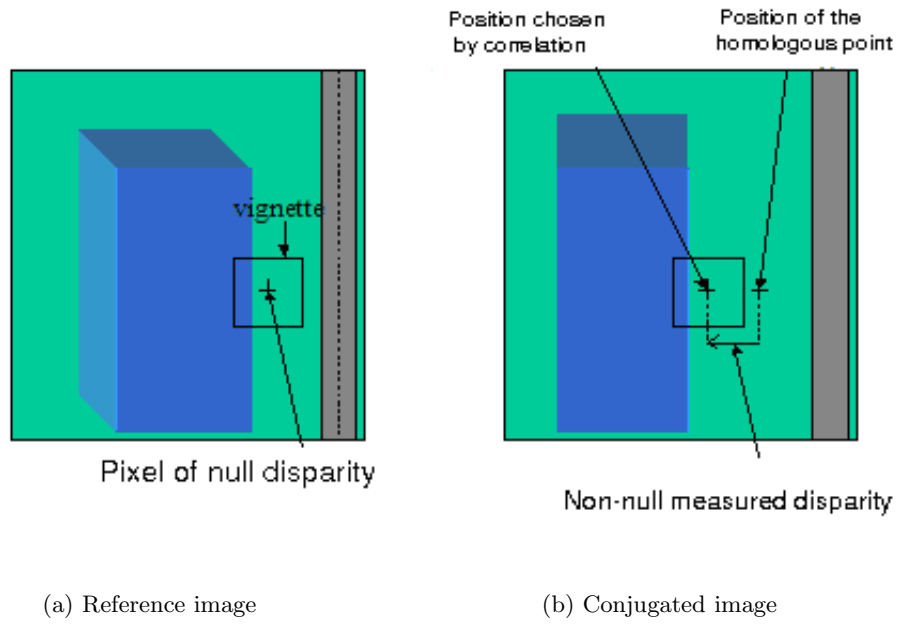 Position chosen
by correlation
Position of the
homologous point
vignette
Pixel of null disparity
Non-null measured disparity
(a) Reference image
(b) Conjugated image